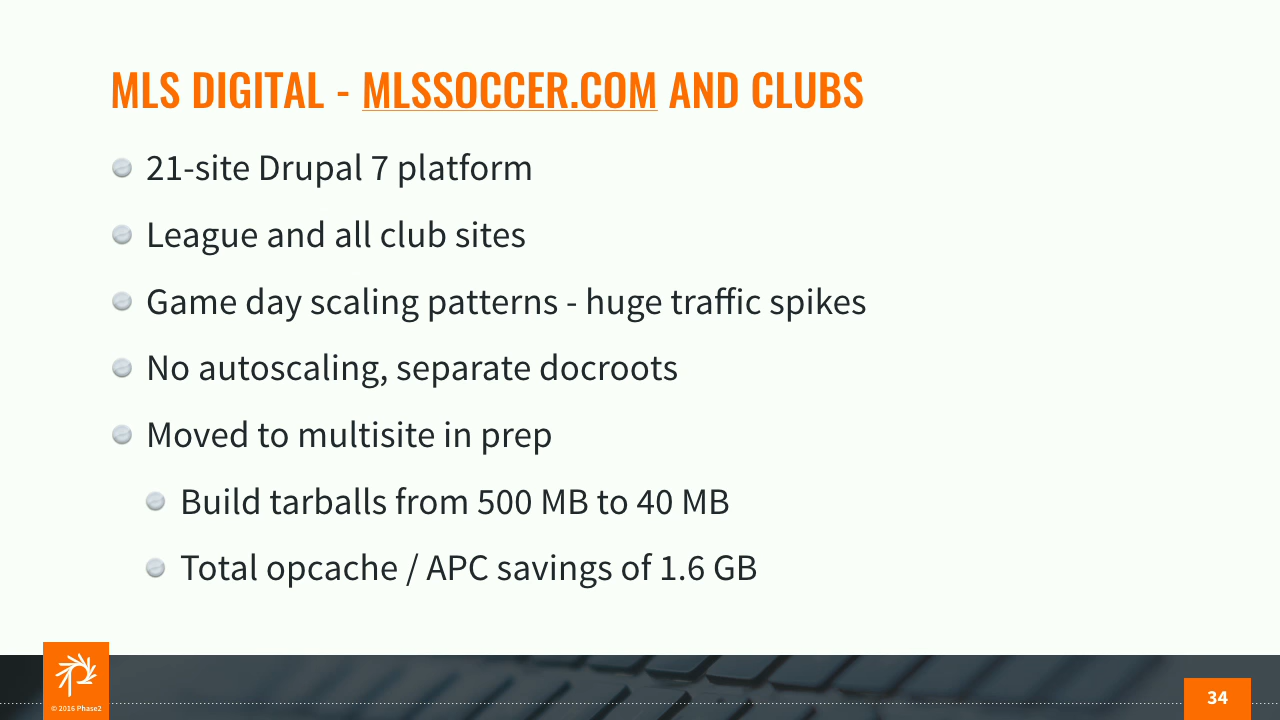 MLS DIGITAL - MLSSOCCER.COM AND CLUBS
21-site Drupal 7 platform
League and all club sites
Game day scaling patterns - huge traffic spikes
No autoscaling, separate docroots
Moved to multisite in prep
Build tarballs from 500 MB to 40 MB
Total opcache / APC savings of 1.6 GB
© 2016 Phase2
34